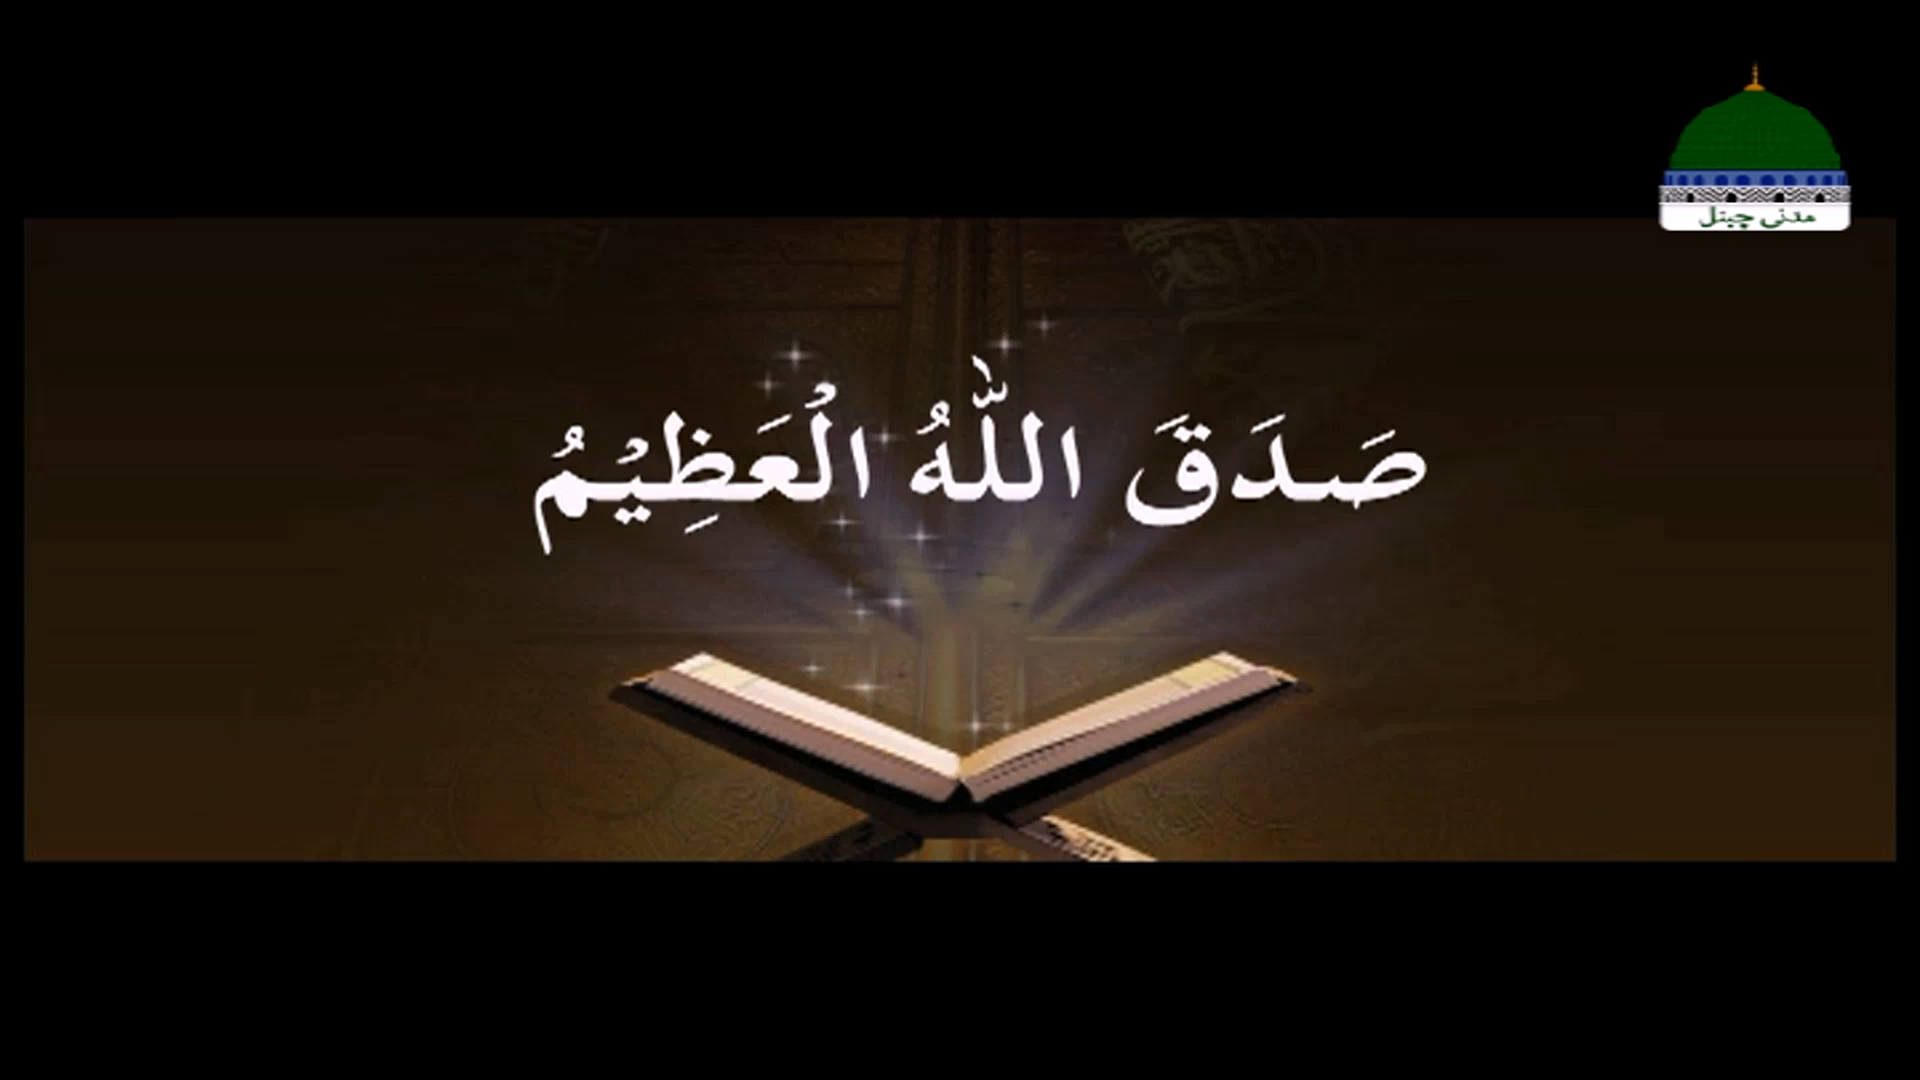 مدنی چینل
صَدَقَ اللّٰهُ الْعَظِيْمُ